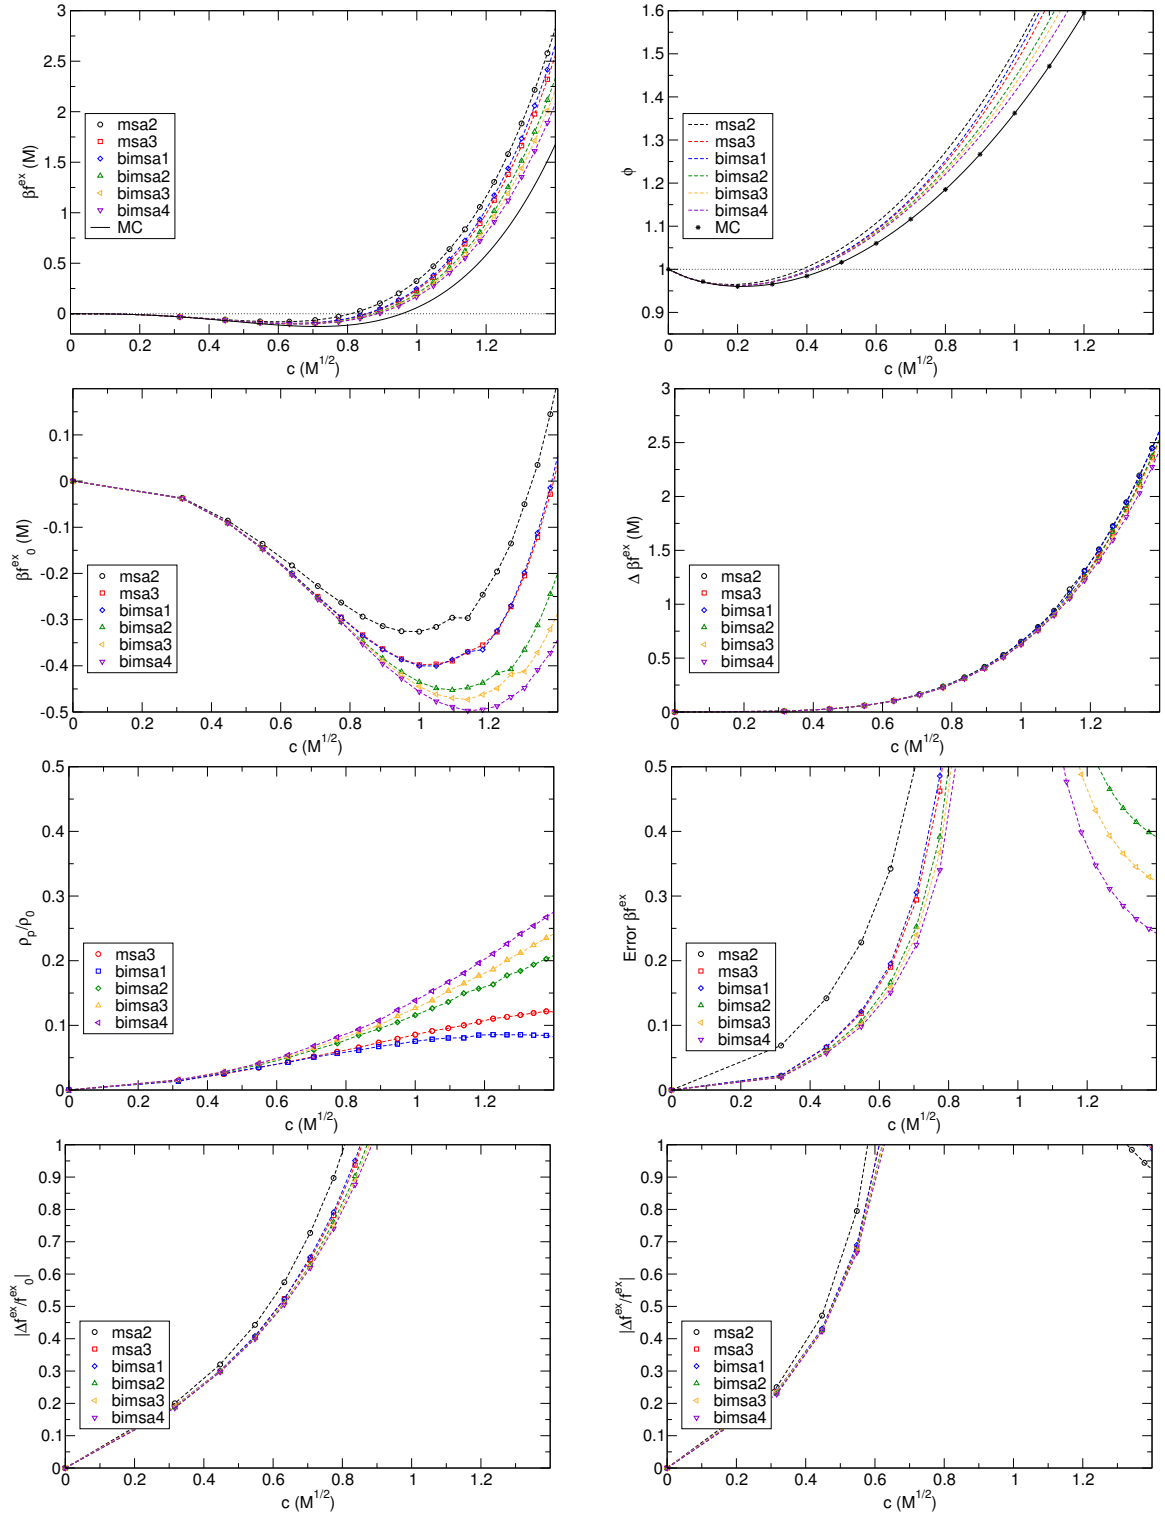 3
2.5
2
1.5
1
0.5
0
βf^ex (M)
msa2
msa3
bimsa1
bimsa2
bimsa3
bimsa4
MC
0 0.2 0.4 0.6 0.8 1 1.2
c (M^1/2)
1.6
1.5
1.4
1.3
1.2
1.1
1
0.9
ϕ
msa2
msa3
bimsa1
bimsa2
bimsa3
bimsa4
MC
0 0.2 0.4 0.6 0.8 1 1.2
c (M^1/2)
0.1
0
-0.1
-0.2
-0.3
-0.4
-0.5
βf^ex_0 (M)
msa2
msa3
bimsa1
bimsa2
bimsa3
bimsa4
0 0.2 0.4 0.6 0.8 1 1.2
c (M^1/2)
3
2.5
2
1.5
1
0.5
0
Δ βf^ex (M)
msa2
msa3
bimsa1
bimsa2
bimsa3
bimsa4
0 0.2 0.4 0.6 0.8 1 1.2
c (M^1/2)
0.5
0.4
0.3
0.2
0.1
0
ρ_p/ρ_0
msa3
bimsa1
bimsa2
bimsa3
bimsa4
0 0.2 0.4 0.6 0.8 1 1.2
c (M^1/2)
0.5
0.4
0.3
0.2
0.1
0
Error βf^ex
msa2
msa3
bimsa1
bimsa2
bimsa3
bimsa4
0 0.2 0.4 0.6 0.8 1 1.2
c (M^1/2)
1
0.9
0.8
0.7
0.6
0.5
0.4
0.3
0.2
0.1
0
|Δf^ex/f^ex_0|
msa2
msa3
bimsa1
bimsa2
bimsa3
bimsa4
0 0.2 0.4 0.6 0.8 1 1.2
c (M^1/2)
1
0.9
0.8
0.7
0.6
0.5
0.4
0.3
0.2
0.1
0
|Δf^ex/f^ex|
msa2
msa3
bimsa1
bimsa2
bimsa3
bimsa4
0 0.2 0.4 0.6 0.8 1 1.2
c (M^1/2)